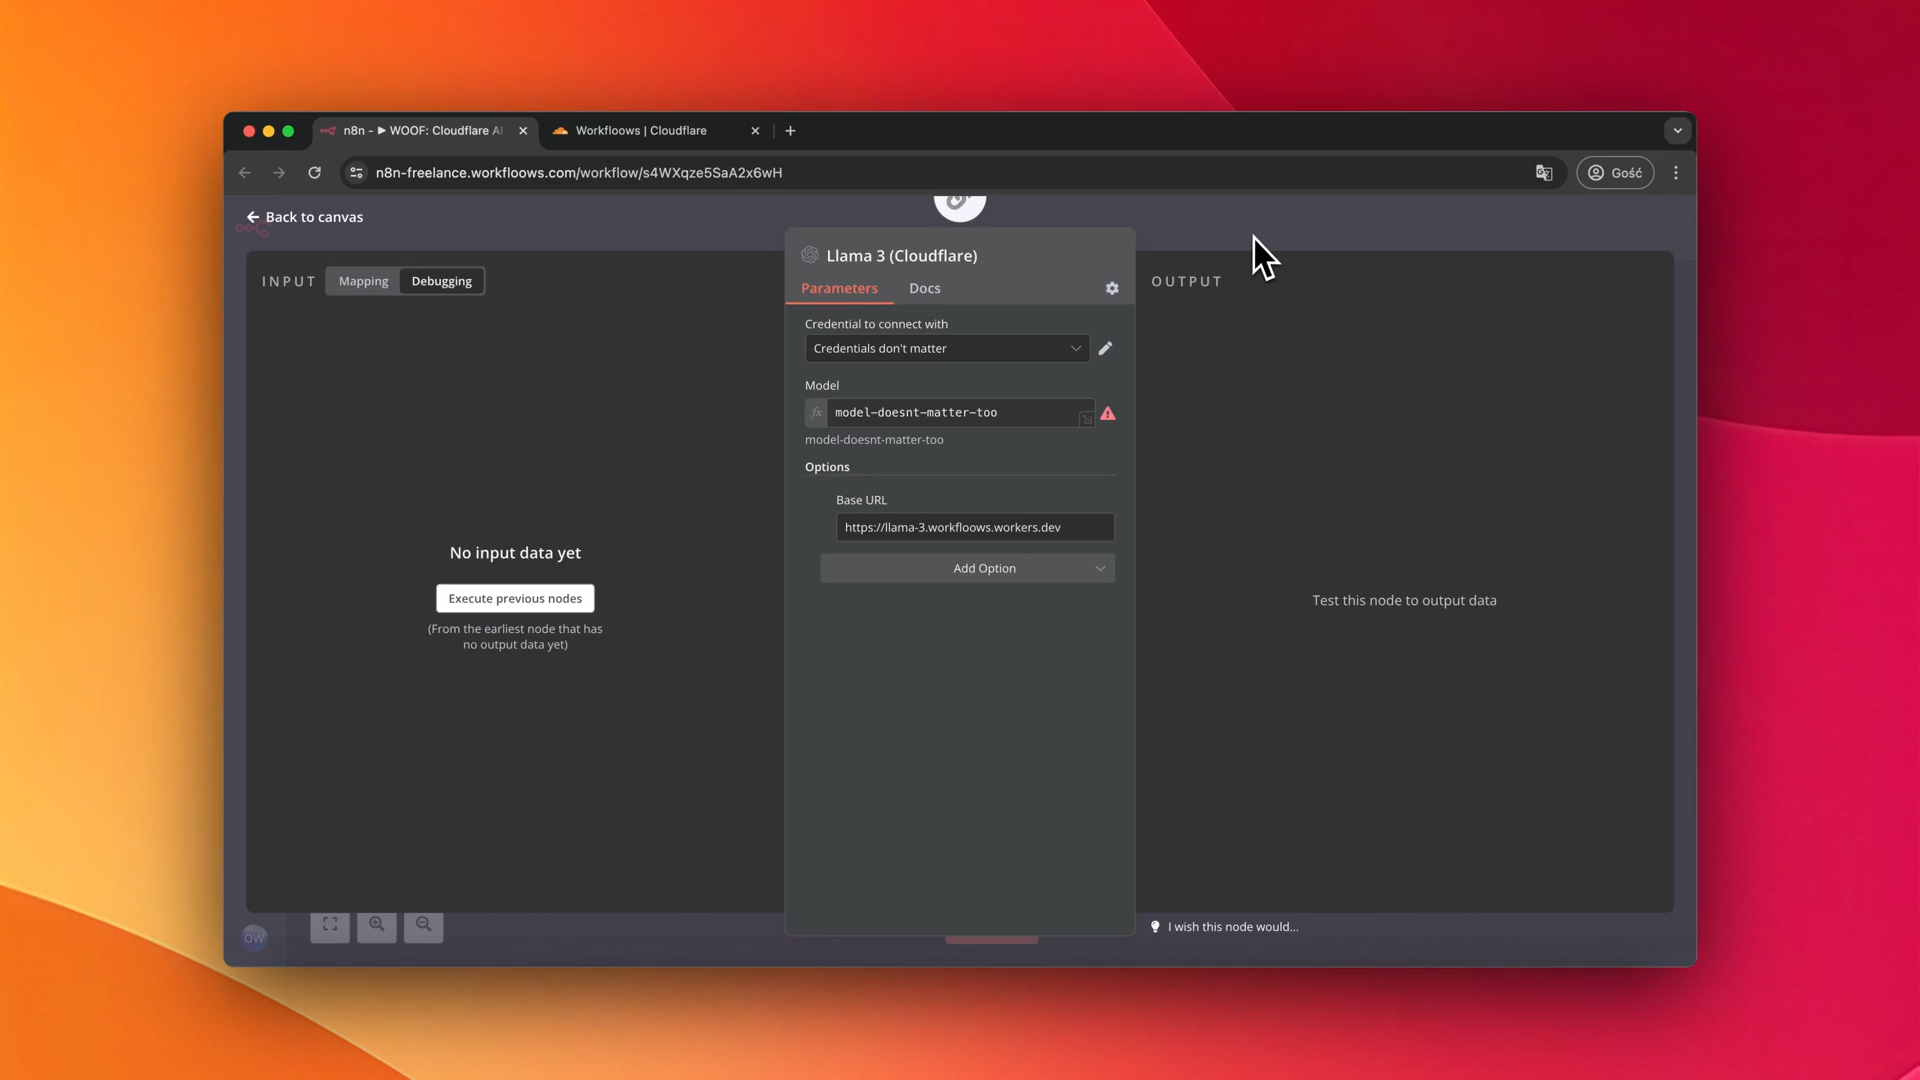 n8n - ▶ WOOF: Cloudflare AI
Workfloows | Cloudflare
n8n-freelance.workfloows.com/workflow/s4WXqze5SaA2x6wH
Gość
Back to canvas
Llama 3 (Cloudflare)
INPUT
Mapping
Debugging
Parameters
Docs
OUTPUT
Credential to connect with
Credentials don't matter
Model
fx
model-doesnt-matter-too
model-doesnt-matter-too
Options
Base URL
https://llama-3.workfloows.workers.dev
Add Option
No input data yet
Execute previous nodes
(From the earliest node that has
no output data yet)
Test this node to output data
OW
I wish this node would...